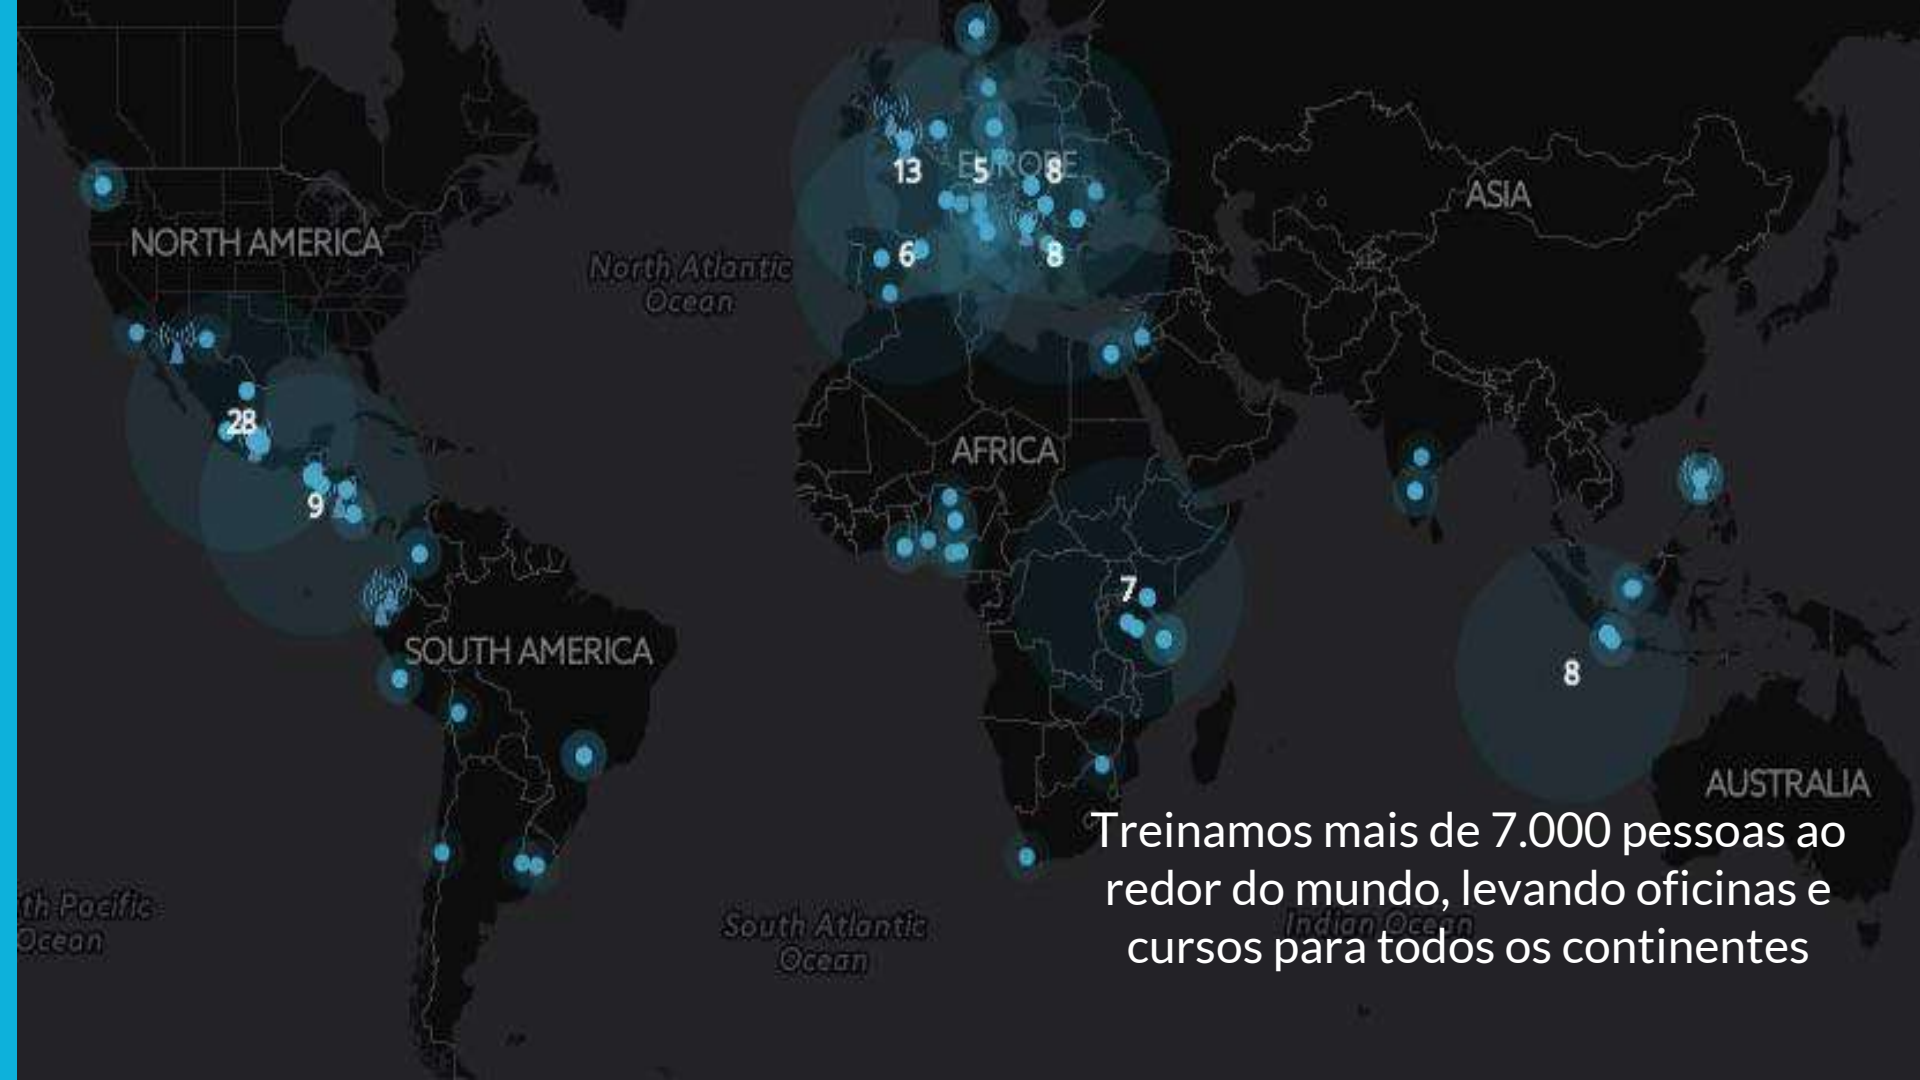 13
5
EUROPE
8
ASIA
NORTH AMERICA
6
8
North Atlantic
Ocean
28
AFRICA
9
7
SOUTH AMERICA
8
AUSTRALIA
Treinamos mais de 7.000 pessoas ao
redor do mundo, levando oficinas e
cursos para todos os continentes
th Pacific
Ocean
South Atlantic
Ocean
Indian Ocean